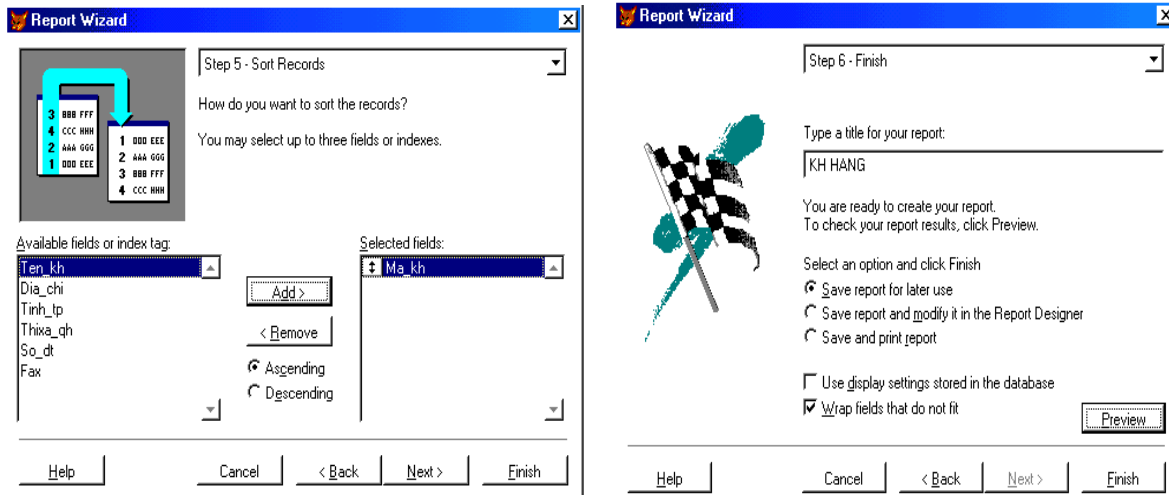 Report Wizard
Step 5 - Sort Records
How do you want to sort the records?
You may select up to three fields or indexes.
3 BBB FFF
4 CCC HHH
2 AAA GGG
1 DDD EEE
1 DDD EEE
2 AAA GGG
3 BBB FFF
4 CCC HHH
Available fields or index tag:
Ten_kh
Dia_chi
Tinh_tp
Thixa_qh
So_dt
Fax
Add >
< Remove
Ascending
Descending
Selected fields:
Ma_kh
Help
Cancel
< Back
Next >
Finish
Report Wizard
Step 6 - Finish
Type a title for your report:
KH HANG
You are ready to create your report.
To check your report results, click Preview.
Select an option and click Finish
Save report for later use
Save report and modify it in the Report Designer
Save and print report
Use display settings stored in the database
Wrap fields that do not fit
Preview
Help
Cancel
< Back
Next >
Finish